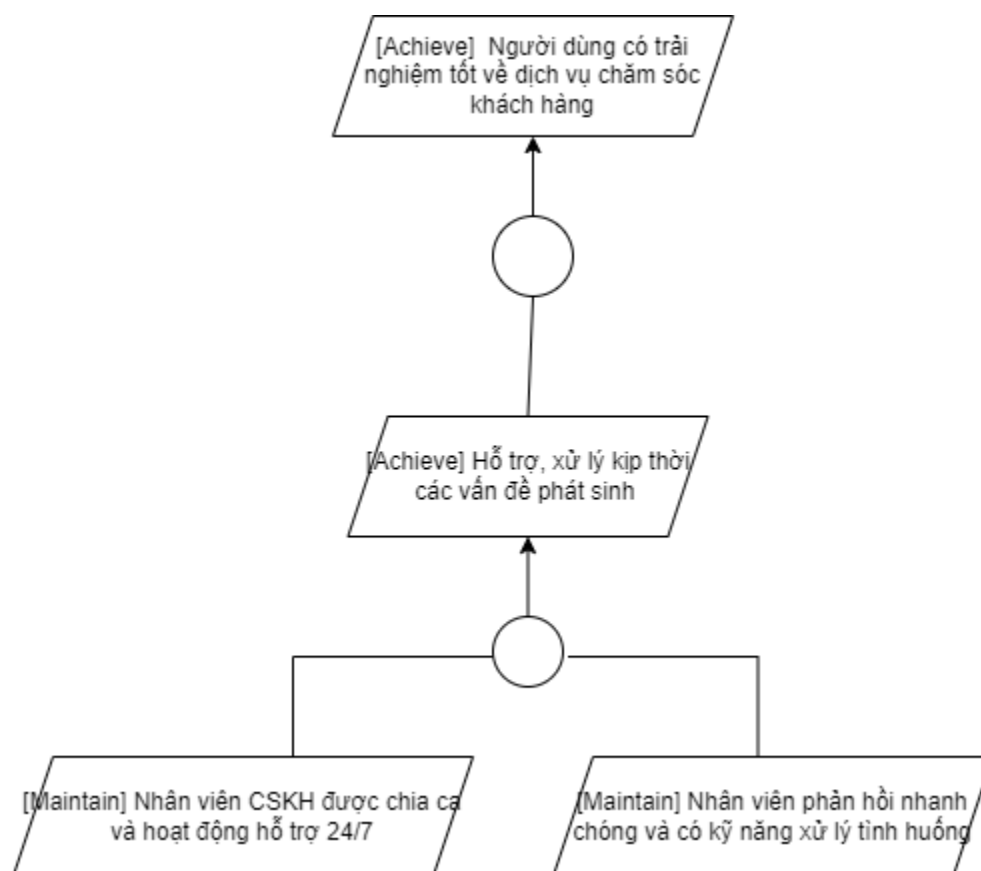 [Achieve]  Người dùng có trải
nghiệm tốt về dịch vụ chăm sóc
khách hàng
[Achieve] Hỗ trợ, xử lý kịp thời
các vấn đề phát sinh
[Maintain] Nhân viên CSKH được chia ca
và hoạt động hỗ trợ 24/7
[Maintain] Nhân viên phản hồi nhanh
chóng và có kỹ năng xử lý tình huống